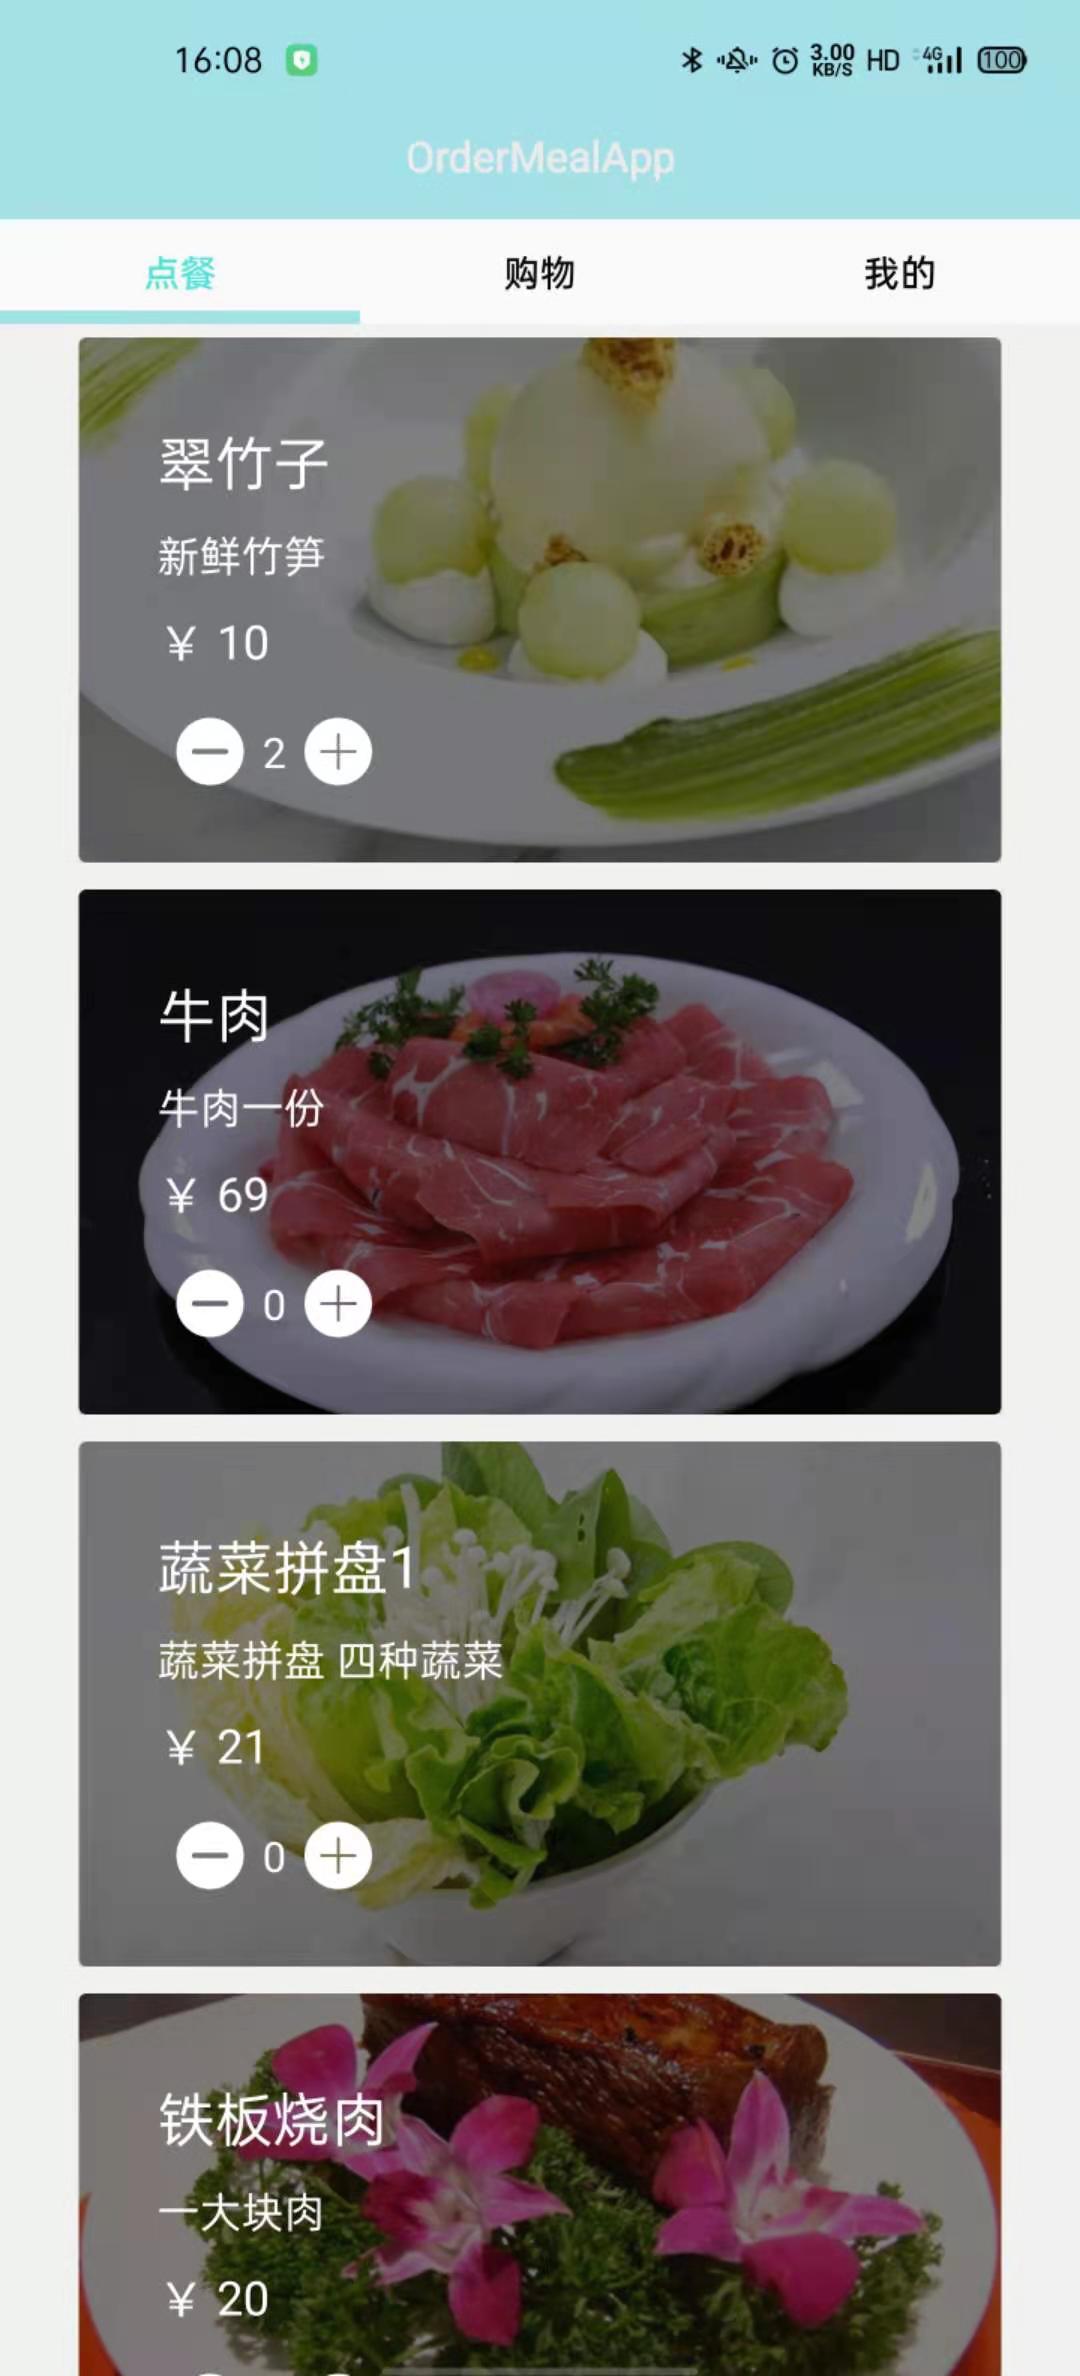 16:08
3.00 KB/S HD 4G 100
OrderMealApp
点餐 购物 我的
翠竹子
新鲜竹笋
¥ 10
2
牛肉
牛肉一份
¥ 69
0
蔬菜拼盘1
蔬菜拼盘 四种蔬菜
¥ 21
0
铁板烧肉
一大块肉
¥ 20